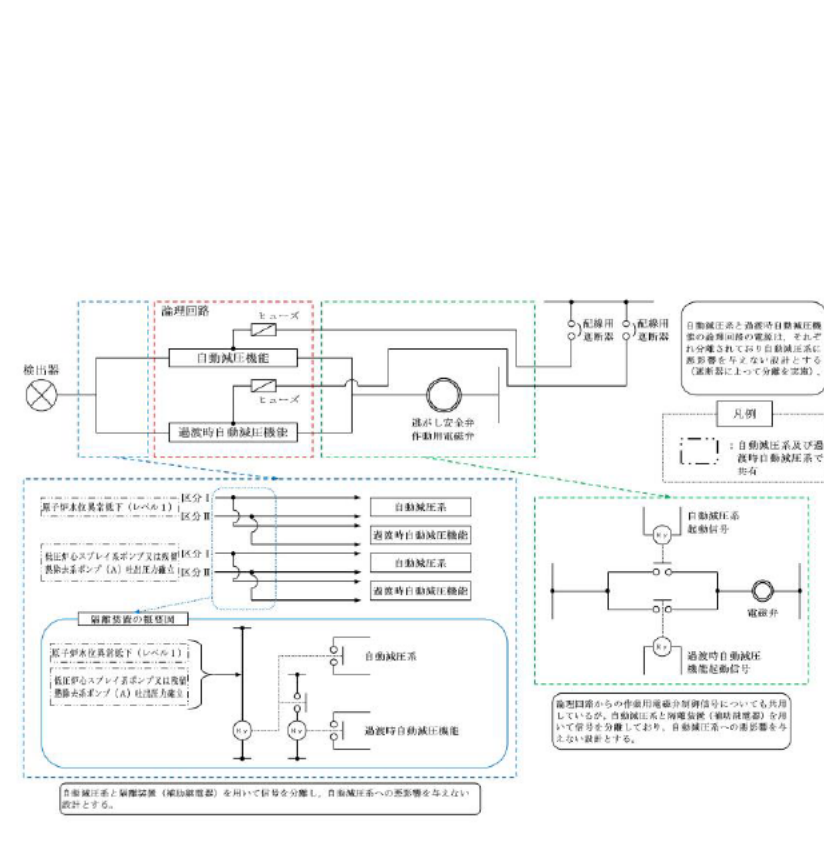 論理回路
ヒューズ
自動減圧機能
検出器
ヒューズ
過渡時自動減圧機能
逃がし安全弁
作動用電磁弁
配線用
遮断器
配線用
遮断器
自動減圧系と過渡時自動減圧機
能の論理回路の電源は、それぞ
れ分離されており自動減圧系に
悪影響を与えない設計とする
(遮断器によって分離を実施)。
凡例
：自動減圧系及び過
渡時自動減圧系で
共有
原子炉水位異常低下（レベル１）
区分Ⅰ
区分Ⅱ
自動減圧系
過渡時自動減圧機能
低圧炉心スプレイ系ポンプ又は残留
熱除去系ポンプ（A）吐出圧力確立
区分Ⅰ
区分Ⅱ
自動減圧系
過渡時自動減圧機能
隔離装置の概要図
原子炉水位異常低下（レベル１）
低圧炉心スプレイ系ポンプ又は残留
熱除去系ポンプ（A）吐出圧力確立
Ry
Ry
自動減圧系
過渡時自動減圧機能
自動減圧系と隔離装置（補助継電器）を用いて信号を分離し、自動減圧系への悪影響を与えない
設計とする。
自動減圧系
起動信号
Ry
電磁弁
Ry
過渡時自動減圧
機能起動信号
論理回路からの作動用電磁弁制御信号についても共用
しているが、自動減圧系と隔離装置（補助継電器）を用
いて信号を分離しており、自動減圧系への悪影響を与
えない設計とする。